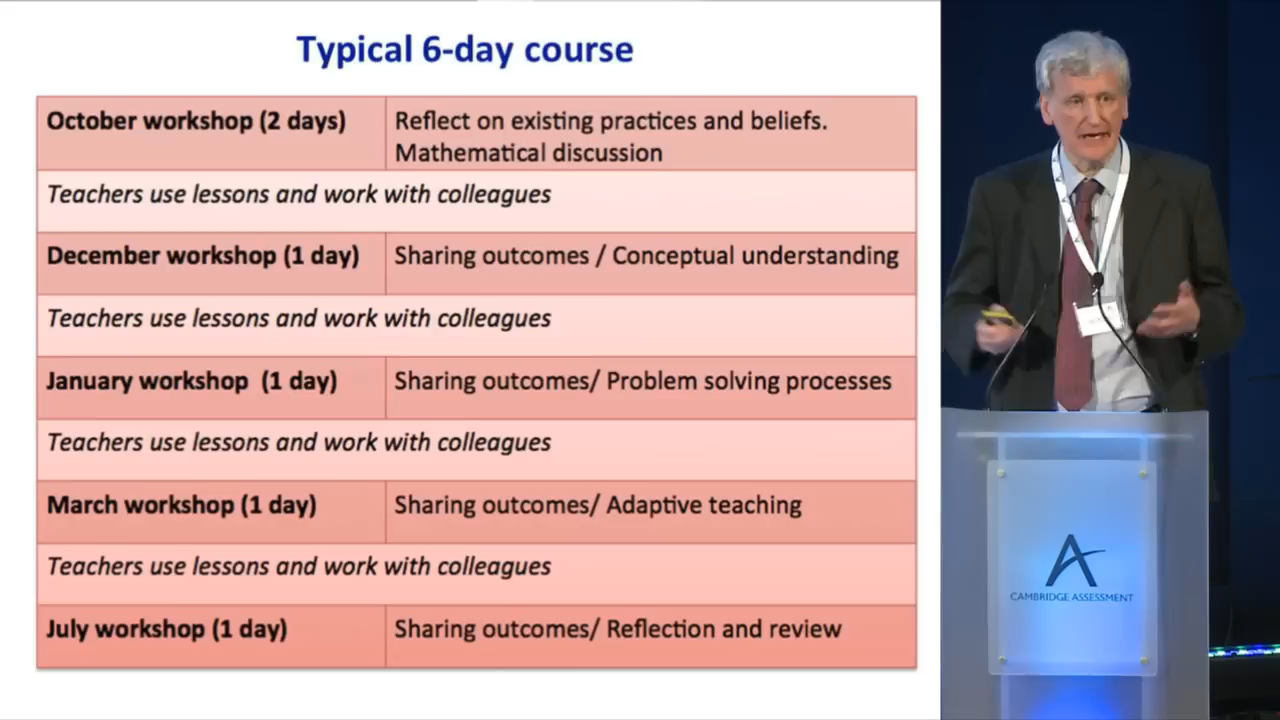 Typical 6-day course
October workshop (2 days)
Reflect on existing practices and beliefs.
Mathematical discussion
Teachers use lessons and work with colleagues
December workshop (1 day)
Sharing outcomes / Conceptual understanding
Teachers use lessons and work with colleagues
January workshop (1 day)
Sharing outcomes/ Problem solving processes
Teachers use lessons and work with colleagues
March workshop (1 day)
Sharing outcomes/ Adaptive teaching
Teachers use lessons and work with colleagues
July workshop (1 day)
Sharing outcomes/ Reflection and review
CAMBRIDGE ASSESSMENT